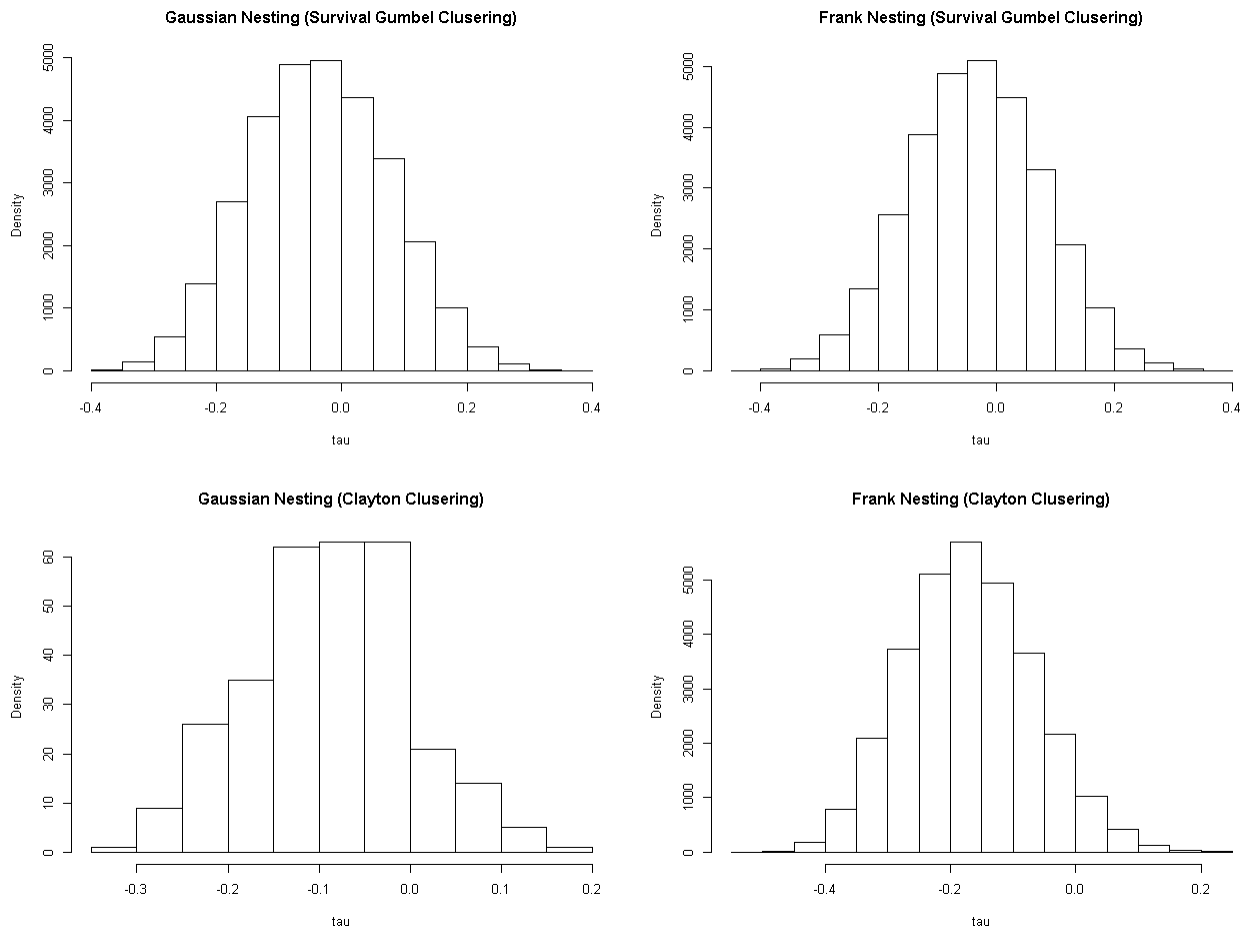 Gaussian Nesting (Survival Gumbel Clusering)
Density
0 1000 2000 3000 4000 5000
-0.4 -0.2 0.0 0.2 0.4
tau
Frank Nesting (Survival Gumbel Clusering)
Density
0 1000 2000 3000 4000 5000
-0.4 -0.2 0.0 0.2 0.4
tau
Gaussian Nesting (Clayton Clusering)
Density
0 10 20 30 40 50 60
-0.3 -0.2 -0.1 0.0 0.1 0.2
tau
Frank Nesting (Clayton Clusering)
Density
0 1000 2000 3000 4000 5000
-0.4 -0.2 0.0 0.2
tau